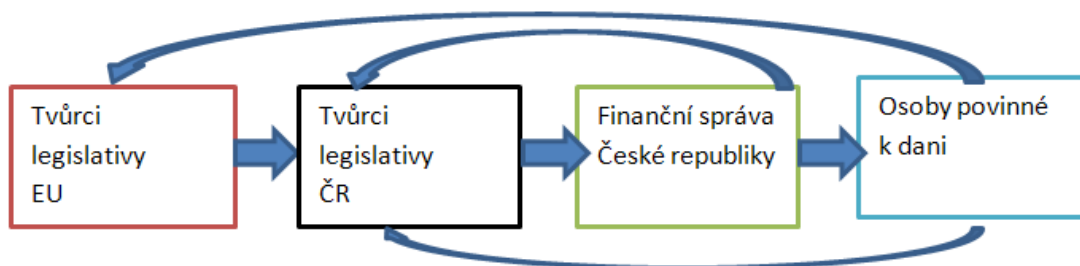 Tvůrci
legislativy
EU
Tvůrci
legislativy
ČR
Finanční správa
České republiky
Osoby povinné
k dani